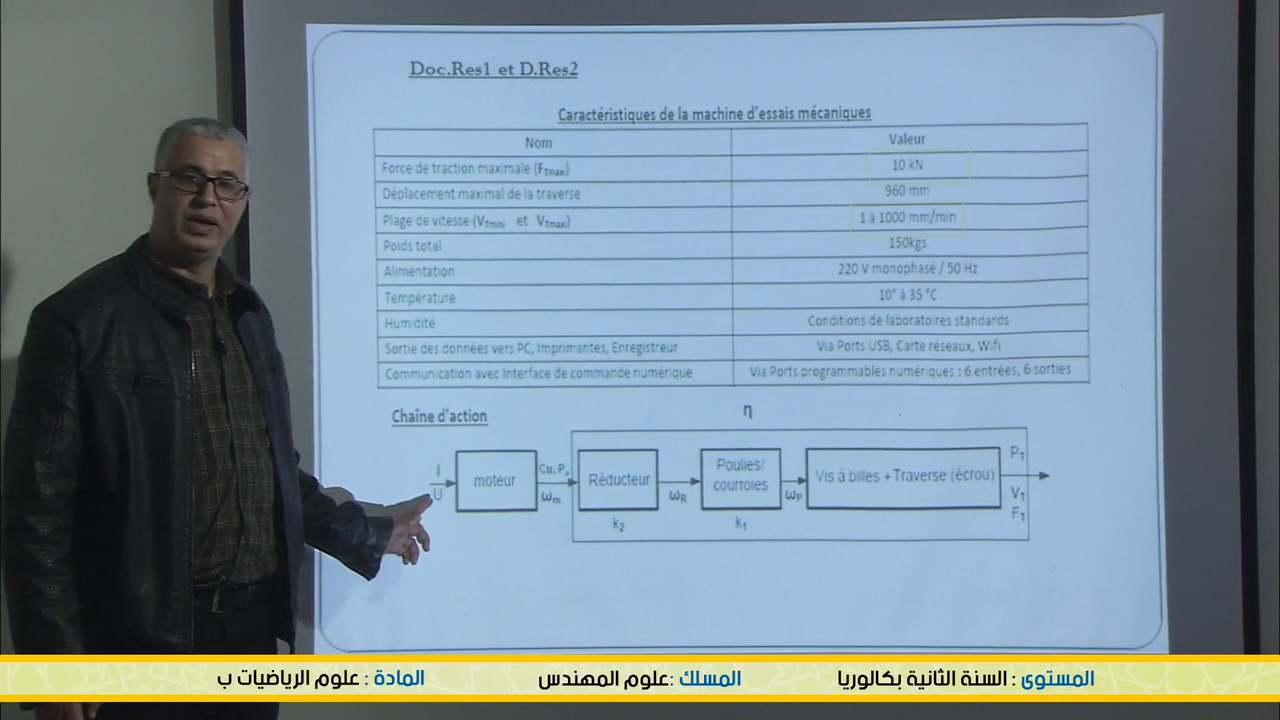 Doc.Res1 et D.Res2
Caractéristiques de la machine d'essais mécaniques
Nom Valeur
Force de traction maximale (FTmax) 10 kN
Déplacement maximal de la traverse 960 mm
Plage de vitesse (VTmini et VTmaxi) 1 à 1000 mm/min
Poids total 150kgs
Alimentation 220 V monophasé / 50 Hz
Température 10° à 35 °C
Humidité Conditions de laboratoires standards
Sortie des données vers PC, Imprimantes, Enregistreur Via Ports USB, Carte réseaux, Wifi
Communication avec Interface de commande numérique Via Ports programmables numériques : 6 entrées, 6 sorties
Chaîne d'action
η
I
U
moteur
Cu. Pu
ωm
Réducteur
k2
ωR
Poulies/
courroies
k1
ωP
Vis à billes + Traverse (écrou)
PT
VT
FT
المستوى : السنة الثانية بكالوريا المسلك :علوم المهندس المادة : علوم الرياضيات ب